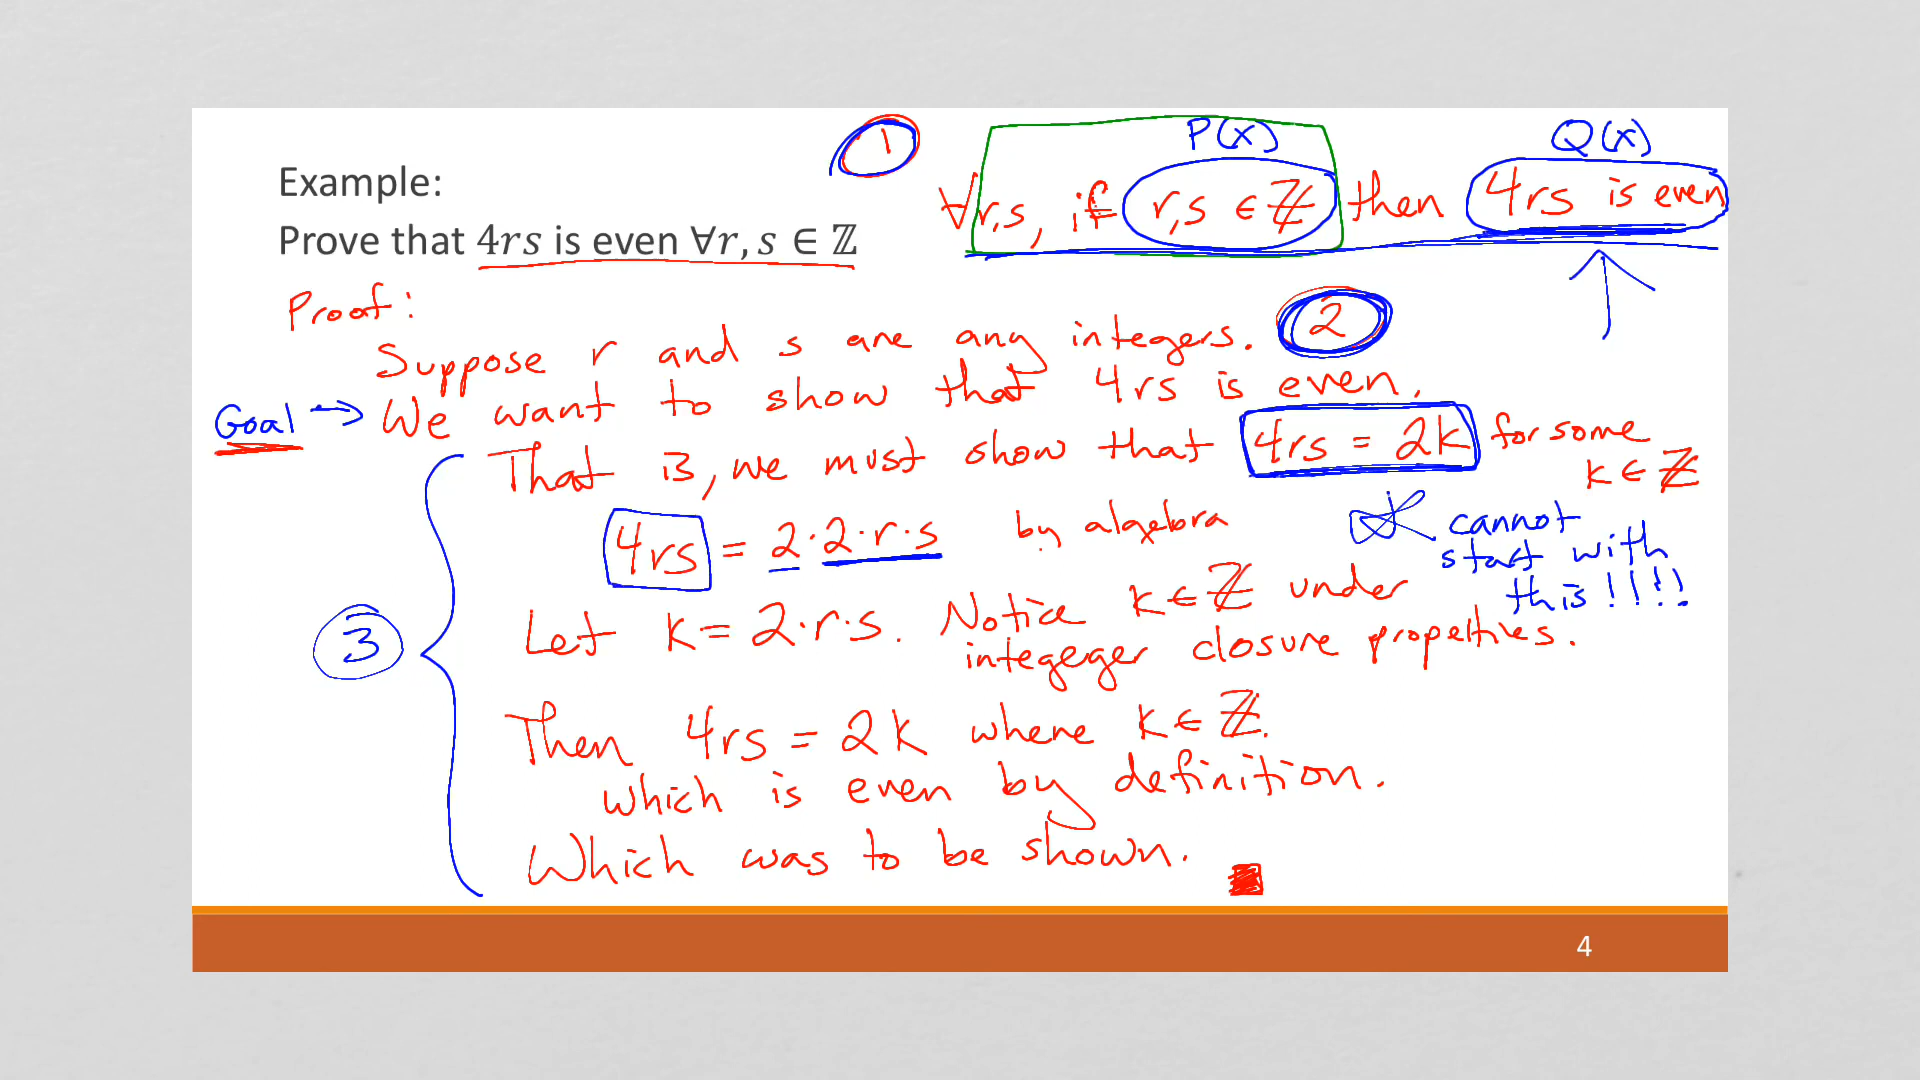 P(x) Q(x)
1
Example:
∀r,s, if r,s ∈ ℤ then 4rs is even
Prove that 4rs is even ∀r, s ∈ ℤ
Proof:
Suppose r and s are any integers. 2
Goal → We want to show that 4rs is even.
That is, we must show that 4rs = 2k for some
k ∈ ℤ
cannot
start with
this!!!!
4rs = 2·2·r·s by algebra
3
Let k = 2·r·s. Notice k ∈ ℤ under
integeger closure properties.
Then 4rs = 2k where k ∈ ℤ.
which is even by definition.
Which was to be shown.
4